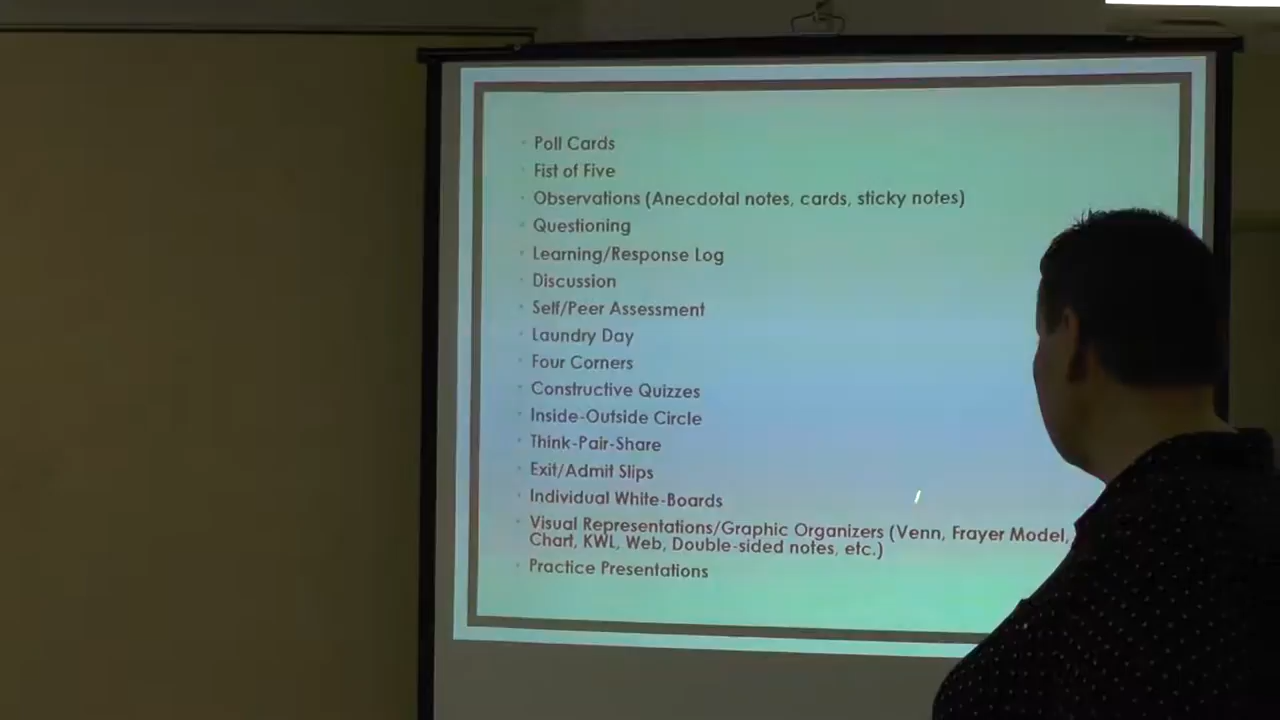 Poll Cards
Fist of Five
Observations (Anecdotal notes, cards, sticky notes)
Questioning
Learning/Response Log
Discussion
Self/Peer Assessment
Laundry Day
Four Corners
Constructive Quizzes
Inside-Outside Circle
Think-Pair-Share
Exit/Admit Slips
Individual White-Boards
Visual Representations/Graphic Organizers (Venn, Frayer Model,
Chart, KWL, Web, Double-sided notes, etc.)
Practice Presentations